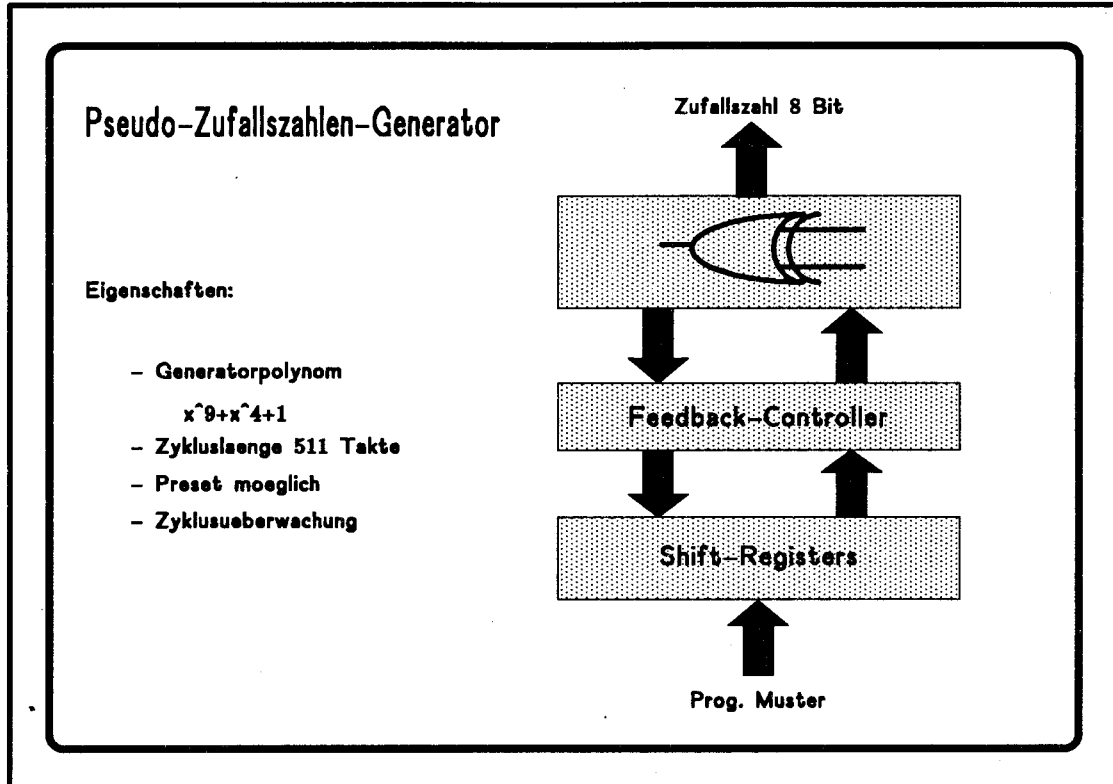 Pseudo-Zufallszahlen-Generator
Eigenschaften:
- Generatorpolynom
x^9+x^4+1
- Zykluslaenge 511 Takte
- Preset moeglich
- Zyklusueberwachung
Zufallszahl 8 Bit
Feedback-Controller
Shift-Registers
Prog. Muster